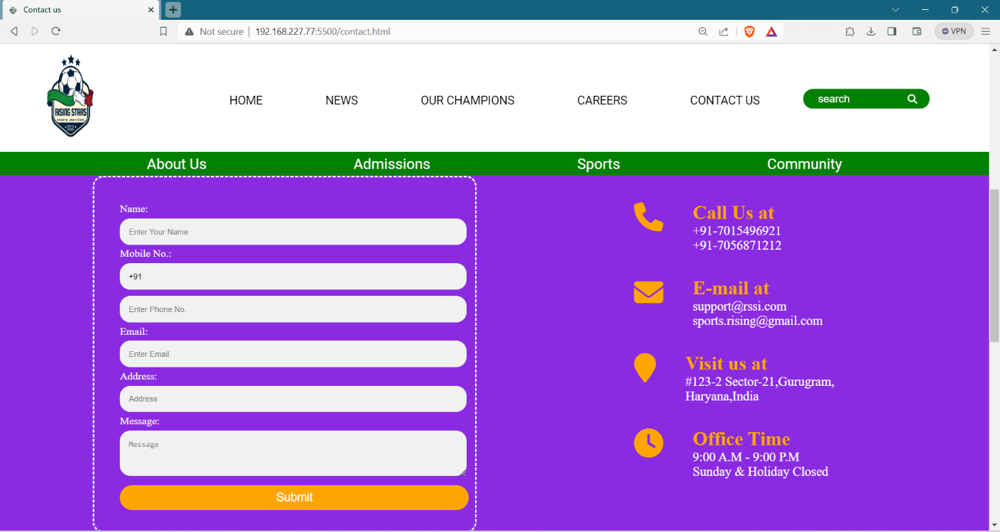 Contact us
Not secure | 192.168.227.77:5500/contact.html
VPN
RISING STARS
SPORTS INSTITUTE
HOME NEWS OUR CHAMPIONS CAREERS CONTACT US search
About Us Admissions Sports Community
Name:
Enter Your Name
Mobile No.:
+91
Enter Phone No.
Email:
Enter Email
Address:
Address
Message:
Message
Submit
Call Us at
+91-7015496921
+91-7056871212
E-mail at
support@rssi.com
sports.rising@gmail.com
Visit us at
#123-2 Sector-21,Gurugram,
Haryana,India
Office Time
9:00 A.M - 9:00 P.M
Sunday & Holiday Closed